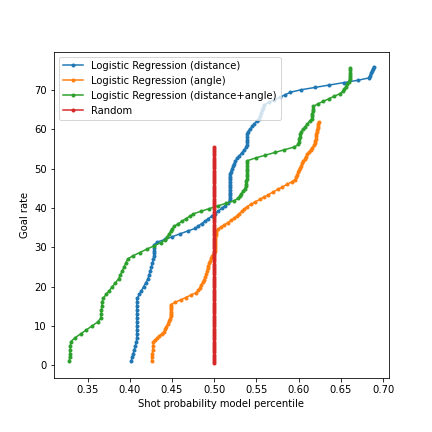 Logistic Regression (distance)
Logistic Regression (angle)
Logistic Regression (distance+angle)
Random
Goal rate
70
60
50
40
30
20
10
0
0.35 0.40 0.45 0.50 0.55 0.60 0.65 0.70
Shot probability model percentile